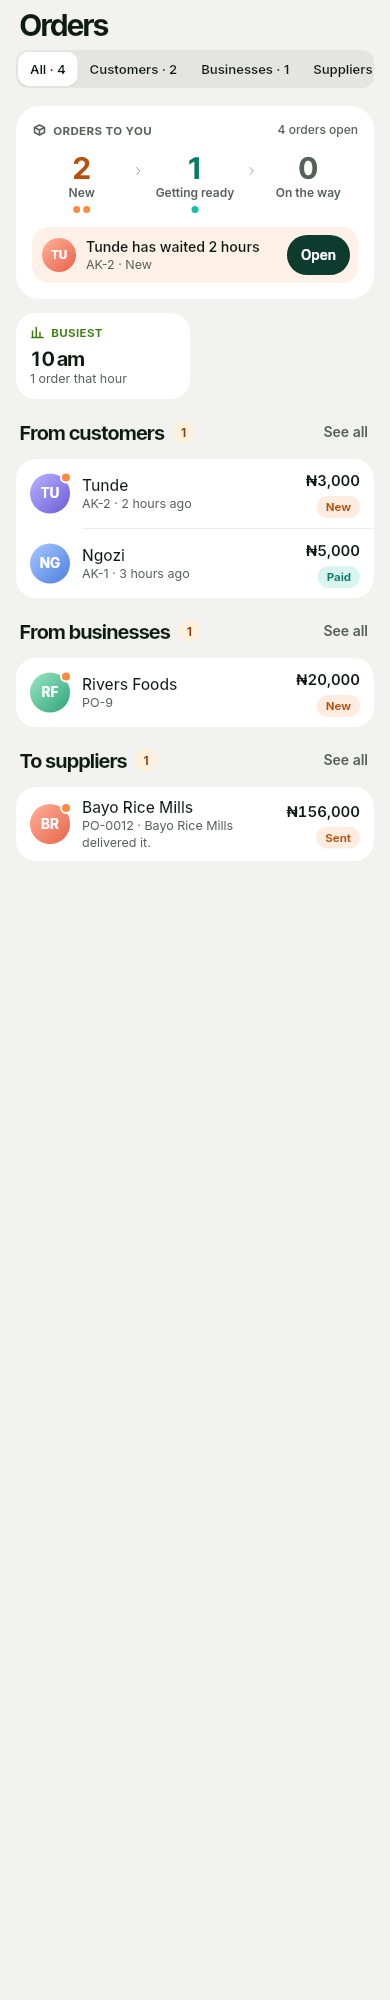 Orders
All · 4 Customers · 2 Businesses · 1 Suppliers
ORDERS TO YOU 4 orders open
2 › 1 › 0
New Getting ready On the way
TU Tunde has waited 2 hours Open
AK-2 · New
BUSIEST
10 am
1 order that hour
From customers 1 See all
TU Tunde ₦3,000
AK-2 · 2 hours ago New
NG Ngozi ₦5,000
AK-1 · 3 hours ago Paid
From businesses 1 See all
RF Rivers Foods ₦20,000
PO-9 New
To suppliers 1 See all
BR Bayo Rice Mills ₦156,000
PO-0012 · Bayo Rice Mills Sent
delivered it.